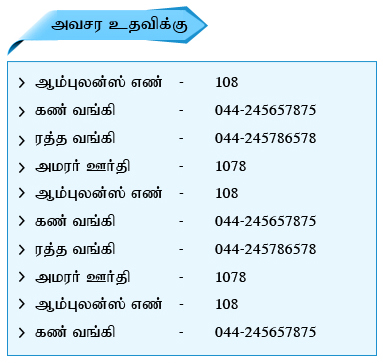 அவசர உதவிக்கு
ஆம்புலன்ஸ் எண் - 108
கண் வங்கி - 044-245657875
ரத்த வங்கி - 044-245786578
அமரர் ஊர்தி - 1078
ஆம்புலன்ஸ் எண் - 108
கண் வங்கி - 044-245657875
ரத்த வங்கி - 044-245786578
அமரர் ஊர்தி - 1078
ஆம்புலன்ஸ் எண் - 108
கண் வங்கி - 044-245657875